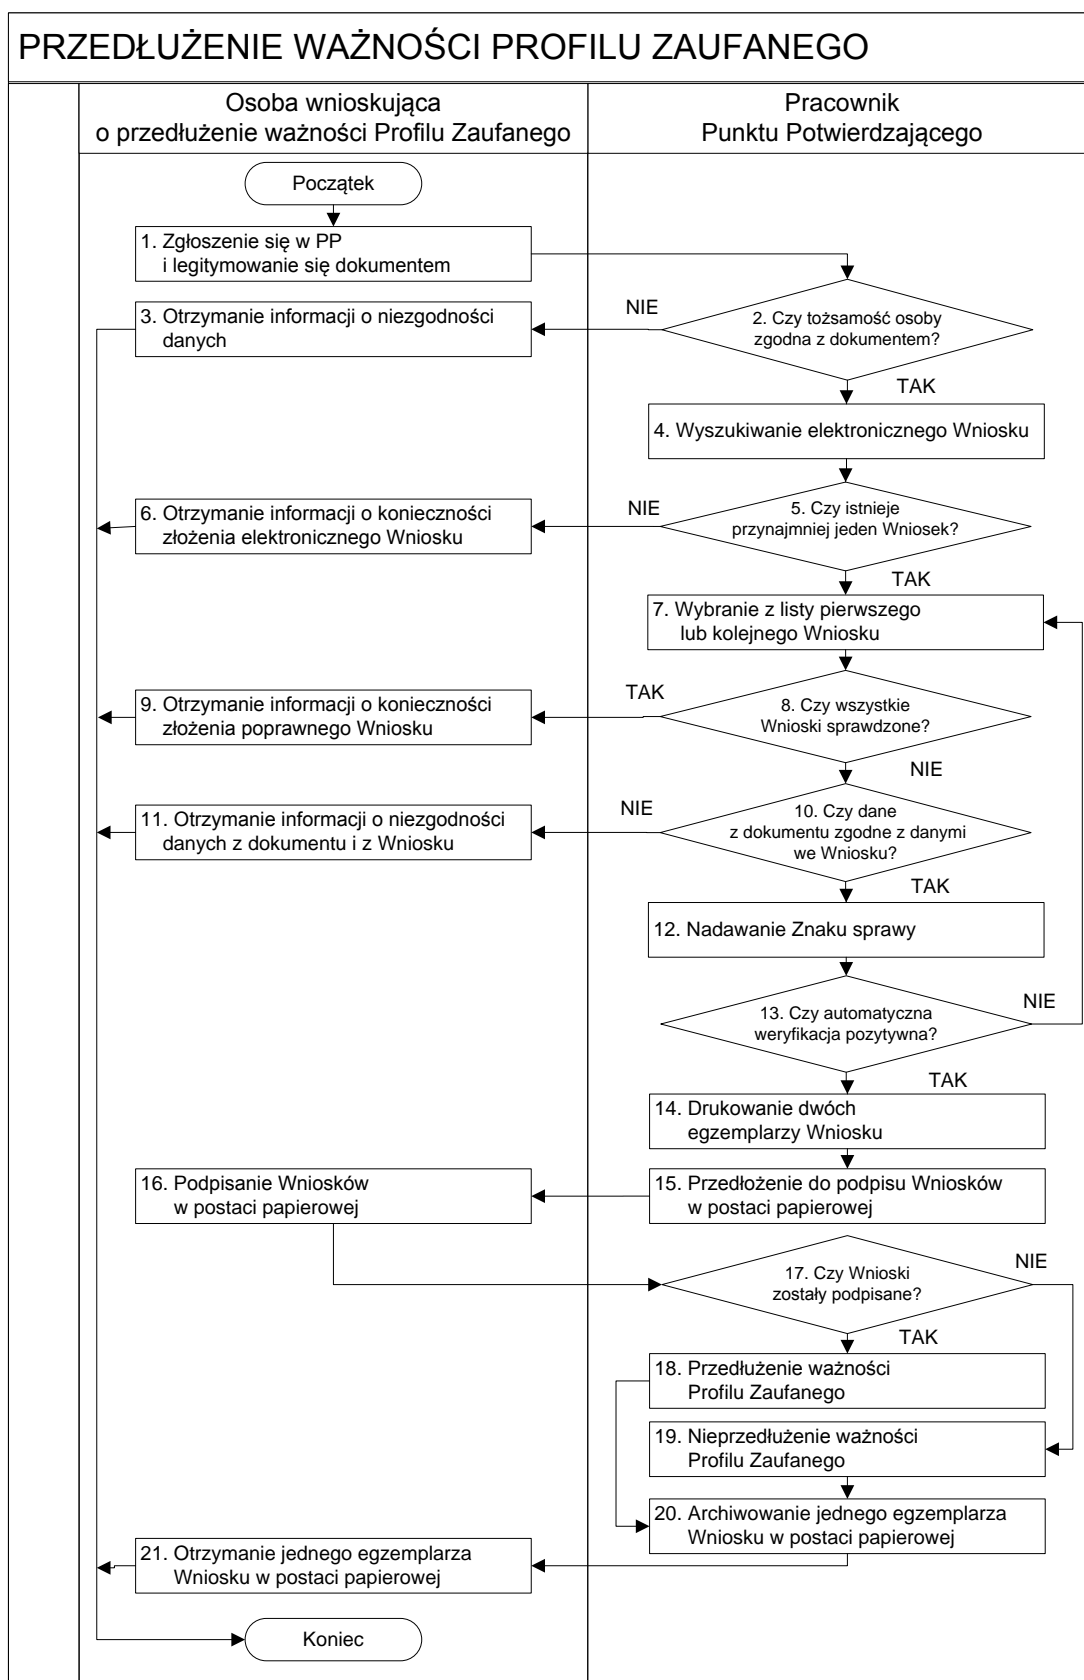 PRZEDŁUŻENIE WAŻNOŚCI PROFILU ZAUFANEGO
Osoba wnioskująca
o przedłużenie ważności Profilu Zaufanego
Pracownik
Punktu Potwierdzającego
Początek
1. Zgłoszenie się w PP
i legitymowanie się dokumentem
2. Czy tożsamość osoby
zgodna z dokumentem?
NIE
3. Otrzymanie informacji o niezgodności
danych
TAK
4. Wyszukiwanie elektronicznego Wniosku
5. Czy istnieje
przynajmniej jeden Wniosek?
NIE
6. Otrzymanie informacji o konieczności
złożenia elektronicznego Wniosku
TAK
7. Wybranie z listy pierwszego
lub kolejnego Wniosku
8. Czy wszystkie
Wnioski sprawdzone?
TAK
9. Otrzymanie informacji o konieczności
złożenia poprawnego Wniosku
NIE
10. Czy dane
z dokumentu zgodne z danymi
we Wniosku?
NIE
11. Otrzymanie informacji o niezgodności
danych z dokumentu i z Wniosku
TAK
12. Nadawanie Znaku sprawy
13. Czy automatyczna
weryfikacja pozytywna?
NIE
TAK
14. Drukowanie dwóch
egzemplarzy Wniosku
15. Przedłożenie do podpisu Wniosków
w postaci papierowej
16. Podpisanie Wniosków
w postaci papierowej
17. Czy Wnioski
zostały podpisane?
NIE
TAK
18. Przedłużenie ważności
Profilu Zaufanego
19. Nieprzedłużenie ważności
Profilu Zaufanego
20. Archiwowanie jednego egzemplarza
Wniosku w postaci papierowej
21. Otrzymanie jednego egzemplarza
Wniosku w postaci papierowej
Koniec